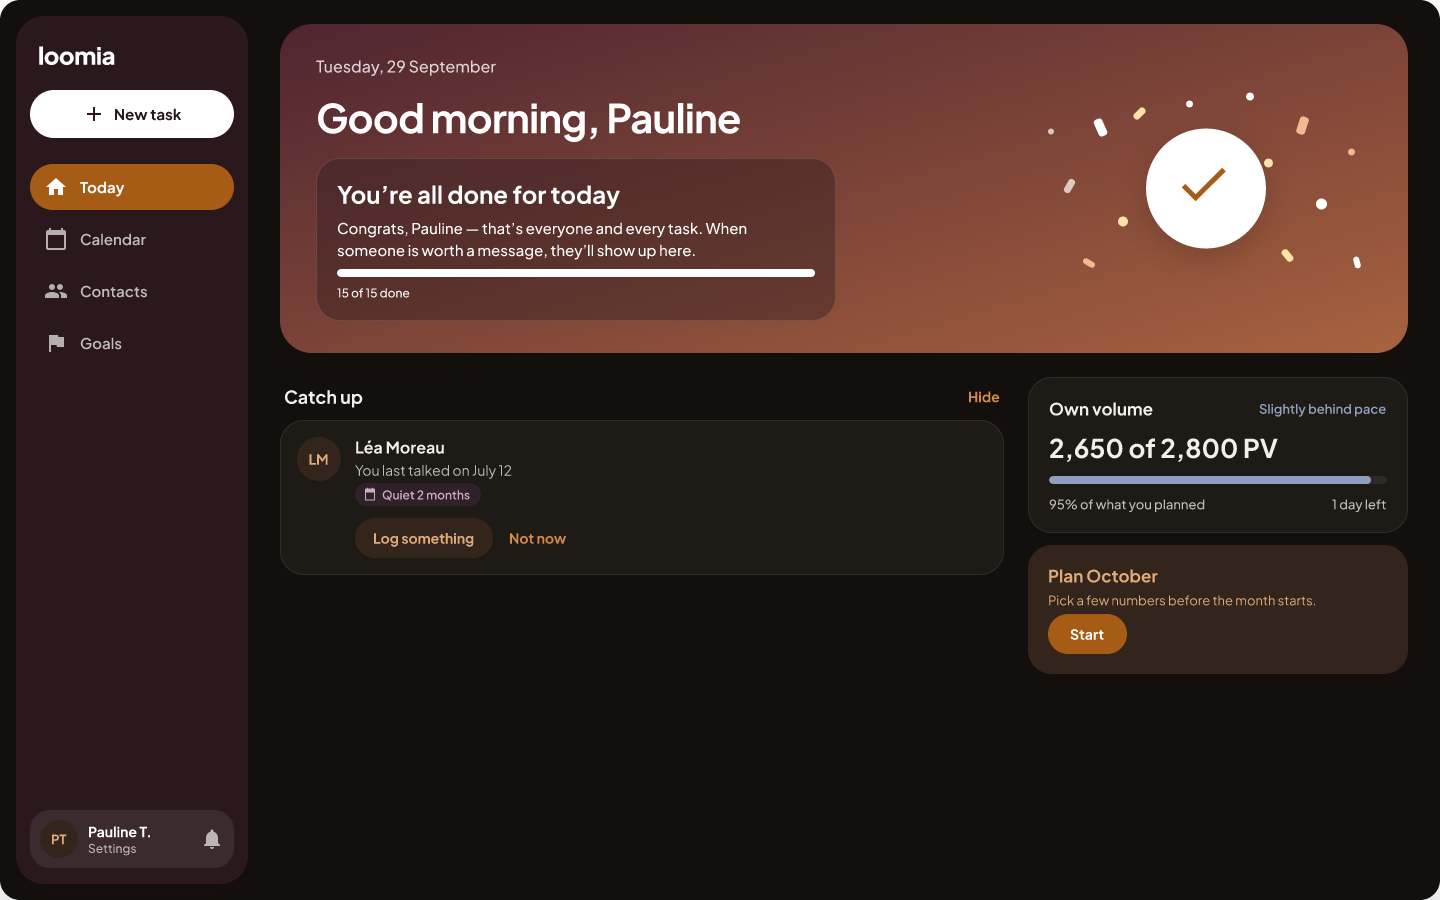 loomia
New task
Today
Calendar
Contacts
Goals
Pauline T.
Settings
PT
Tuesday, 29 September
Good morning, Pauline
You’re all done for today
Congrats, Pauline — that’s everyone and every task. When
someone is worth a message, they’ll show up here.
15 of 15 done
Catch up
Hide
LM
Léa Moreau
You last talked on July 12
Quiet 2 months
Log something
Not now
Own volume
Slightly behind pace
2,650 of 2,800 PV
95% of what you planned
1 day left
Plan October
Pick a few numbers before the month starts.
Start